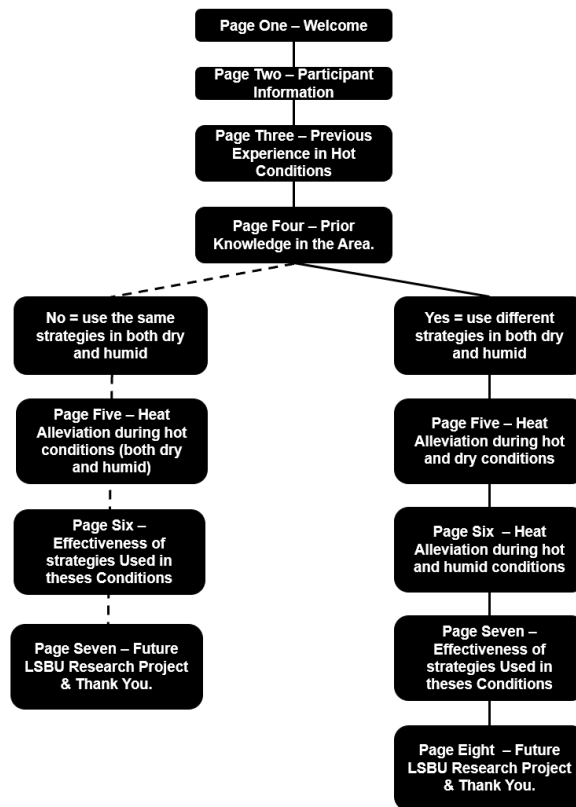 Page One – Welcome
Page Two – Participant
Information
Page Three – Previous
Experience in Hot
Conditions
Page Four – Prior
Knowledge in the Area.
No = use the same
strategies in both dry
and humid
Page Five – Heat
Alleviation during hot
conditions (both dry
and humid)
Page Six –
Effectiveness of
strategies Used in
theses Conditions
Page Seven – Future
LSBU Research Project
& Thank You.
Yes = use different
strategies in both dry
and humid
Page Five – Heat
Alleviation during hot
and dry conditions
Page Six – Heat
Alleviation during hot
and humid conditions
Page Seven –
Effectiveness of
strategies Used in
theses Conditions
Page Eight – Future
LSBU Research Project
& Thank You.